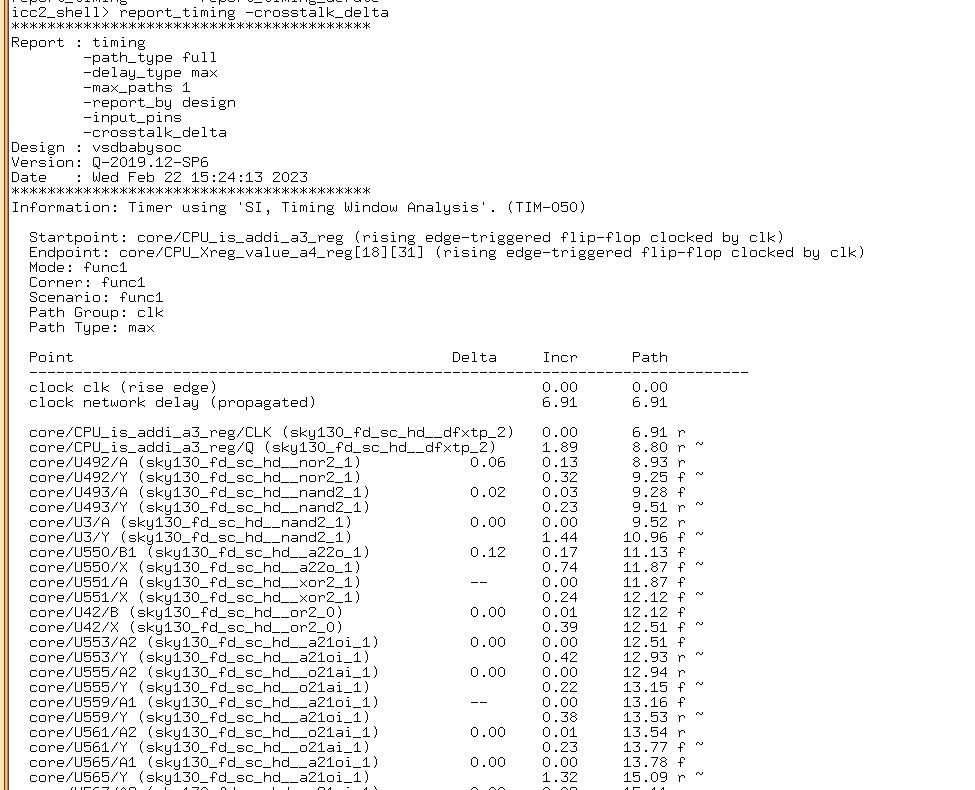 icc2_shell> report_timing -crosstalk_delta
****************************************
Report : timing
        -path_type full
        -delay_type max
        -max_paths 1
        -report_by design
        -input_pins
        -crosstalk_delta
Design : vsdbabysoc
Version: Q-2019.12-SP6
Date   : Wed Feb 22 15:24:13 2023
****************************************
Information: Timer using 'SI, Timing Window Analysis'. (TIM-050)
  Startpoint: core/CPU_is_addi_a3_reg (rising edge-triggered flip-flop clocked by clk)
  Endpoint: core/CPU_Xreg_value_a4_reg[18][31] (rising edge-triggered flip-flop clocked by clk)
  Mode: func1
  Corner: func1
  Scenario: func1
  Path Group: clk
  Path Type: max
  Point                                          Delta     Incr      Path
  --------------------------------------------------------------------------------
  clock clk (rise edge)                                    0.00      0.00
  clock network delay (propagated)                         6.91      6.91
  core/CPU_is_addi_a3_reg/CLK (sky130_fd_sc_hd__dfxtp_2)   0.00      6.91 r
  core/CPU_is_addi_a3_reg/Q (sky130_fd_sc_hd__dfxtp_2)     1.89      8.80 r ~
  core/U492/A (sky130_fd_sc_hd__nor2_1)            0.06    0.13      8.93 r
  core/U492/Y (sky130_fd_sc_hd__nor2_1)                    0.32      9.25 f ~
  core/U493/A (sky130_fd_sc_hd__nand2_1)           0.02    0.03      9.28 f
  core/U493/Y (sky130_fd_sc_hd__nand2_1)                   0.23      9.51 r ~
  core/U3/A (sky130_fd_sc_hd__nand2_1)             0.00    0.00      9.52 r
  core/U3/Y (sky130_fd_sc_hd__nand2_1)                     1.44     10.96 f ~
  core/U550/B1 (sky130_fd_sc_hd__a22o_1)           0.12    0.17     11.13 f
  core/U550/X (sky130_fd_sc_hd__a22o_1)                    0.74     11.87 f ~
  core/U551/A (sky130_fd_sc_hd__xor2_1)            --      0.00     11.87 f
  core/U551/X (sky130_fd_sc_hd__xor2_1)                    0.24     12.12 f ~
  core/U42/B (sky130_fd_sc_hd__or2_0)              0.00    0.01     12.12 f
  core/U42/X (sky130_fd_sc_hd__or2_0)                      0.39     12.51 f ~
  core/U553/A2 (sky130_fd_sc_hd__a21oi_1)          0.00    0.00     12.51 f
  core/U553/Y (sky130_fd_sc_hd__a21oi_1)                   0.42     12.93 r ~
  core/U555/A2 (sky130_fd_sc_hd__o21ai_1)          0.00    0.00     12.94 r
  core/U555/Y (sky130_fd_sc_hd__o21ai_1)                   0.22     13.15 f ~
  core/U559/A1 (sky130_fd_sc_hd__a21oi_1)          --      0.00     13.16 f
  core/U559/Y (sky130_fd_sc_hd__a21oi_1)                   0.38     13.53 r ~
  core/U561/A2 (sky130_fd_sc_hd__o21ai_1)          0.00    0.01     13.54 r
  core/U561/Y (sky130_fd_sc_hd__o21ai_1)                   0.23     13.77 f ~
  core/U565/A1 (sky130_fd_sc_hd__a21oi_1)          0.00    0.00     13.78 f
  core/U565/Y (sky130_fd_sc_hd__a21oi_1)                   1.32     15.09 r ~